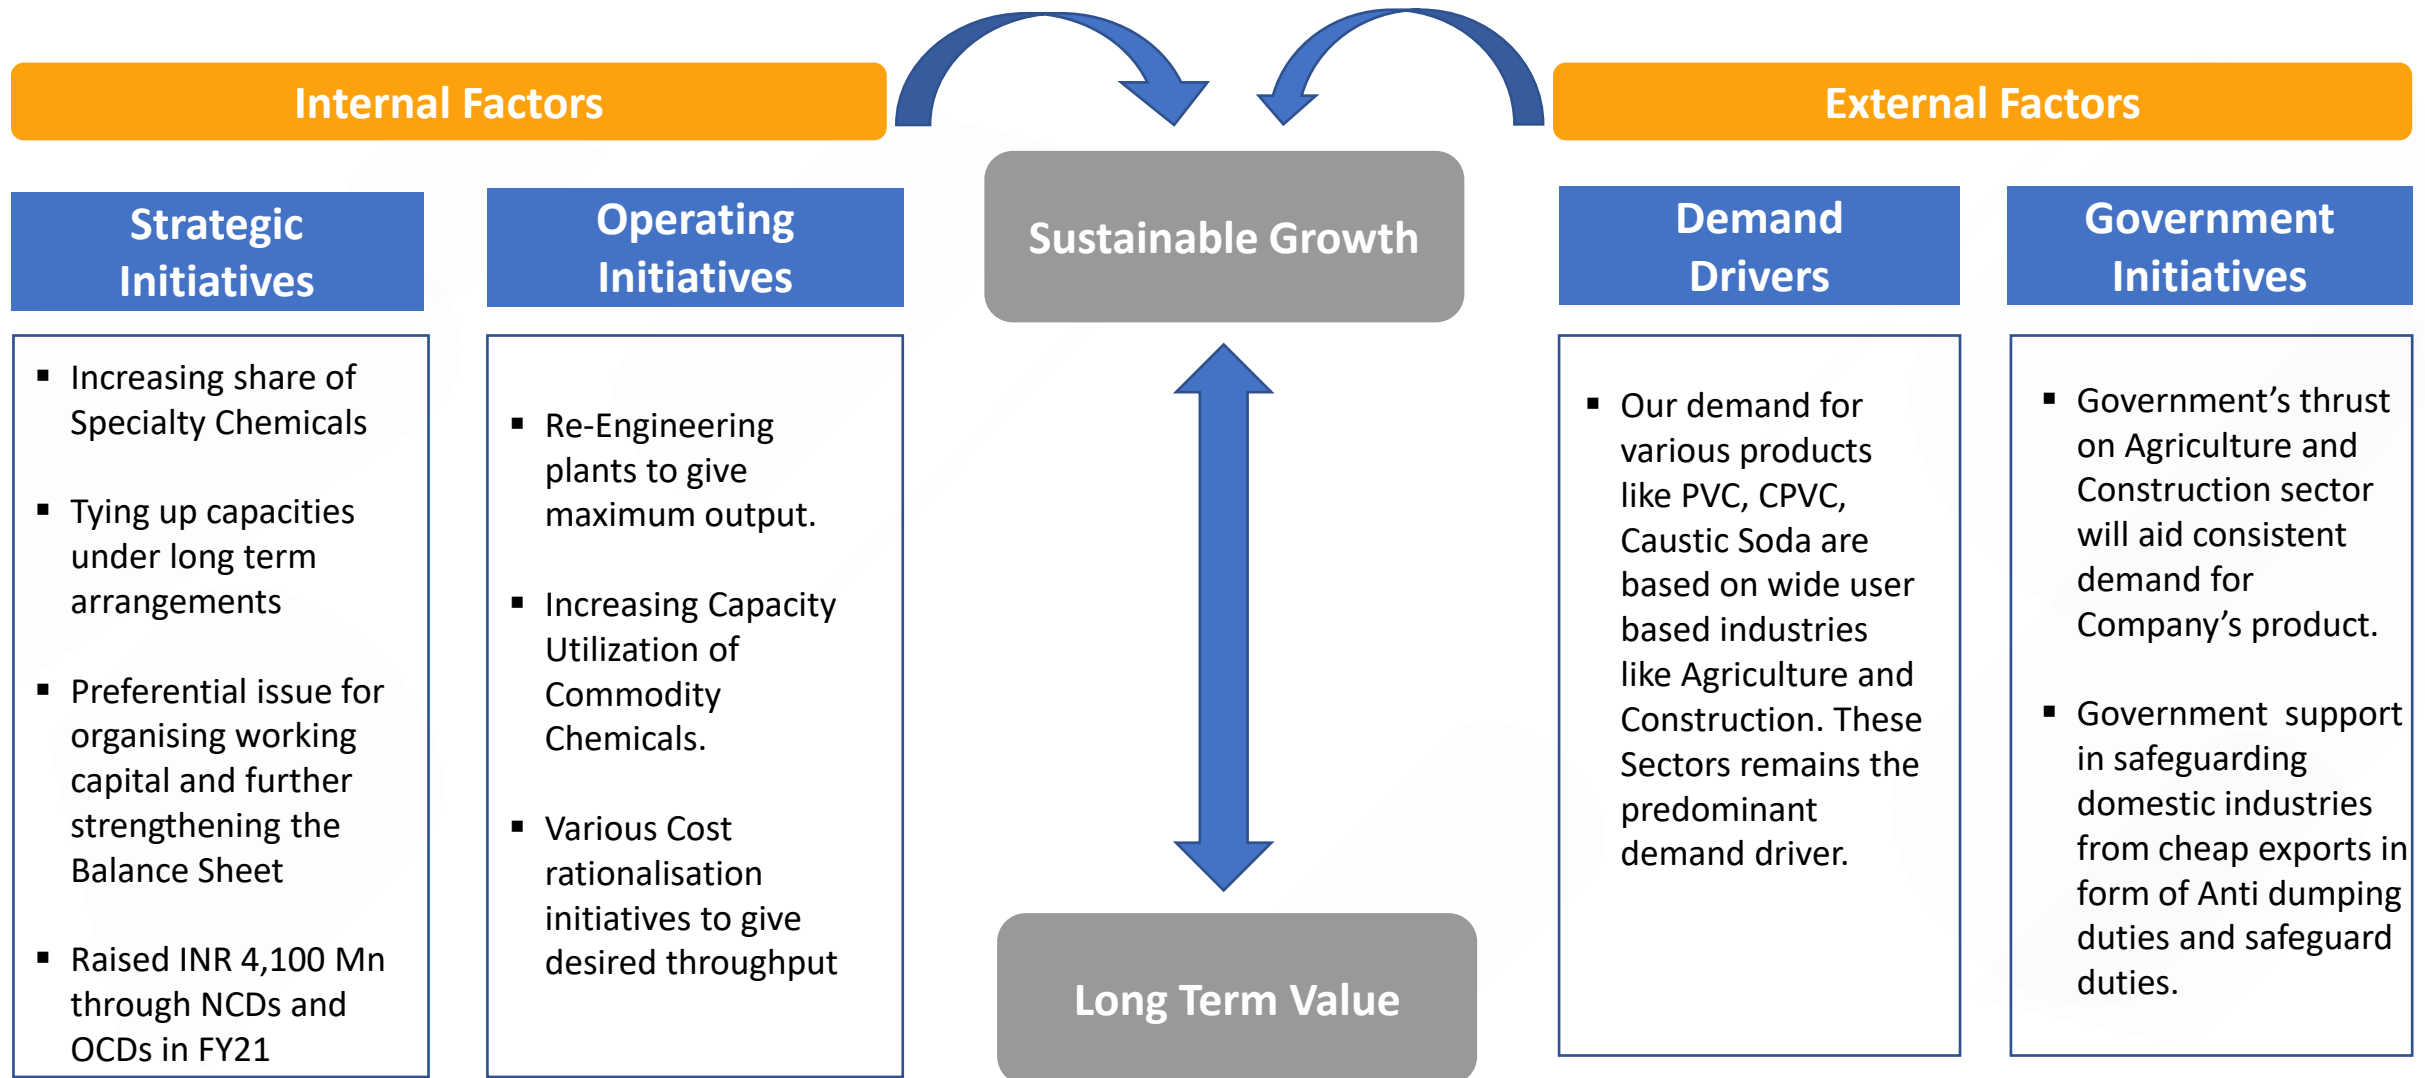 Internal Factors
External Factors
Strategic
Initiatives
Operating
Initiatives
Sustainable Growth
Demand
Drivers
Government
Initiatives
▪ Increasing share of
Specialty Chemicals
▪ Tying up capacities
under long term
arrangements
▪ Preferential issue for
organising working
capital and further
strengthening the
Balance Sheet
▪ Raised INR 4,100 Mn
through NCDs and
OCDs in FY21
▪ Re-Engineering
plants to give
maximum output.
▪ Increasing Capacity
Utilization of
Commodity
Chemicals.
▪ Various Cost
rationalisation
initiatives to give
desired throughput
Long Term Value
▪ Our demand for
various products
like PVC, CPVC,
Caustic Soda are
based on wide user
based industries
like Agriculture and
Construction. These
Sectors remains the
predominant
demand driver.
▪ Government’s thrust
on Agriculture and
Construction sector
will aid consistent
demand for
Company’s product.
▪ Government support
in safeguarding
domestic industries
from cheap exports in
form of Anti dumping
duties and safeguard
duties.